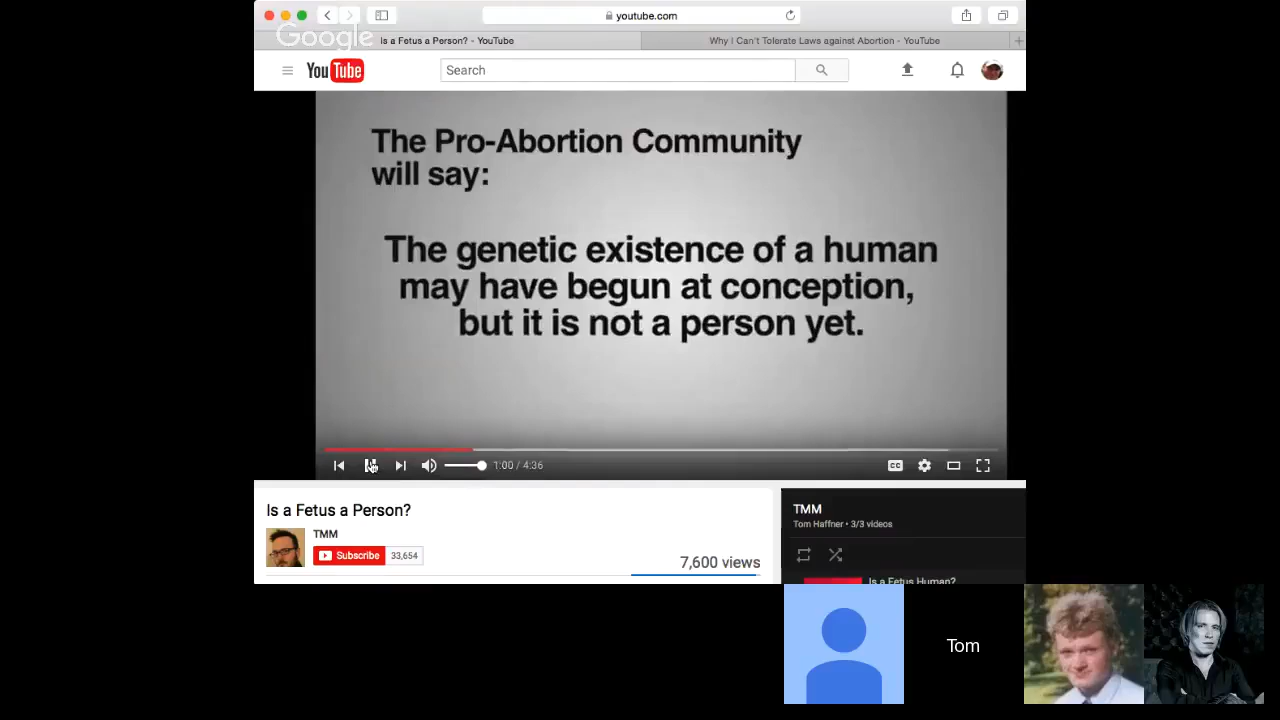 youtube.com
Google
Is a Fetus a Person? - YouTube
Why I Can't Tolerate Laws against Abortion - YouTube
YouTube
Search
The Pro-Abortion Community
will say:
The genetic existence of a human
may have begun at conception,
but it is not a person yet.
1:00 / 4:36
CC
Is a Fetus a Person?
TMM
Subscribe 33,654
7,600 views
TMM
Tom Haffner • 3/3 videos
Is a Fetus Human?
Tom